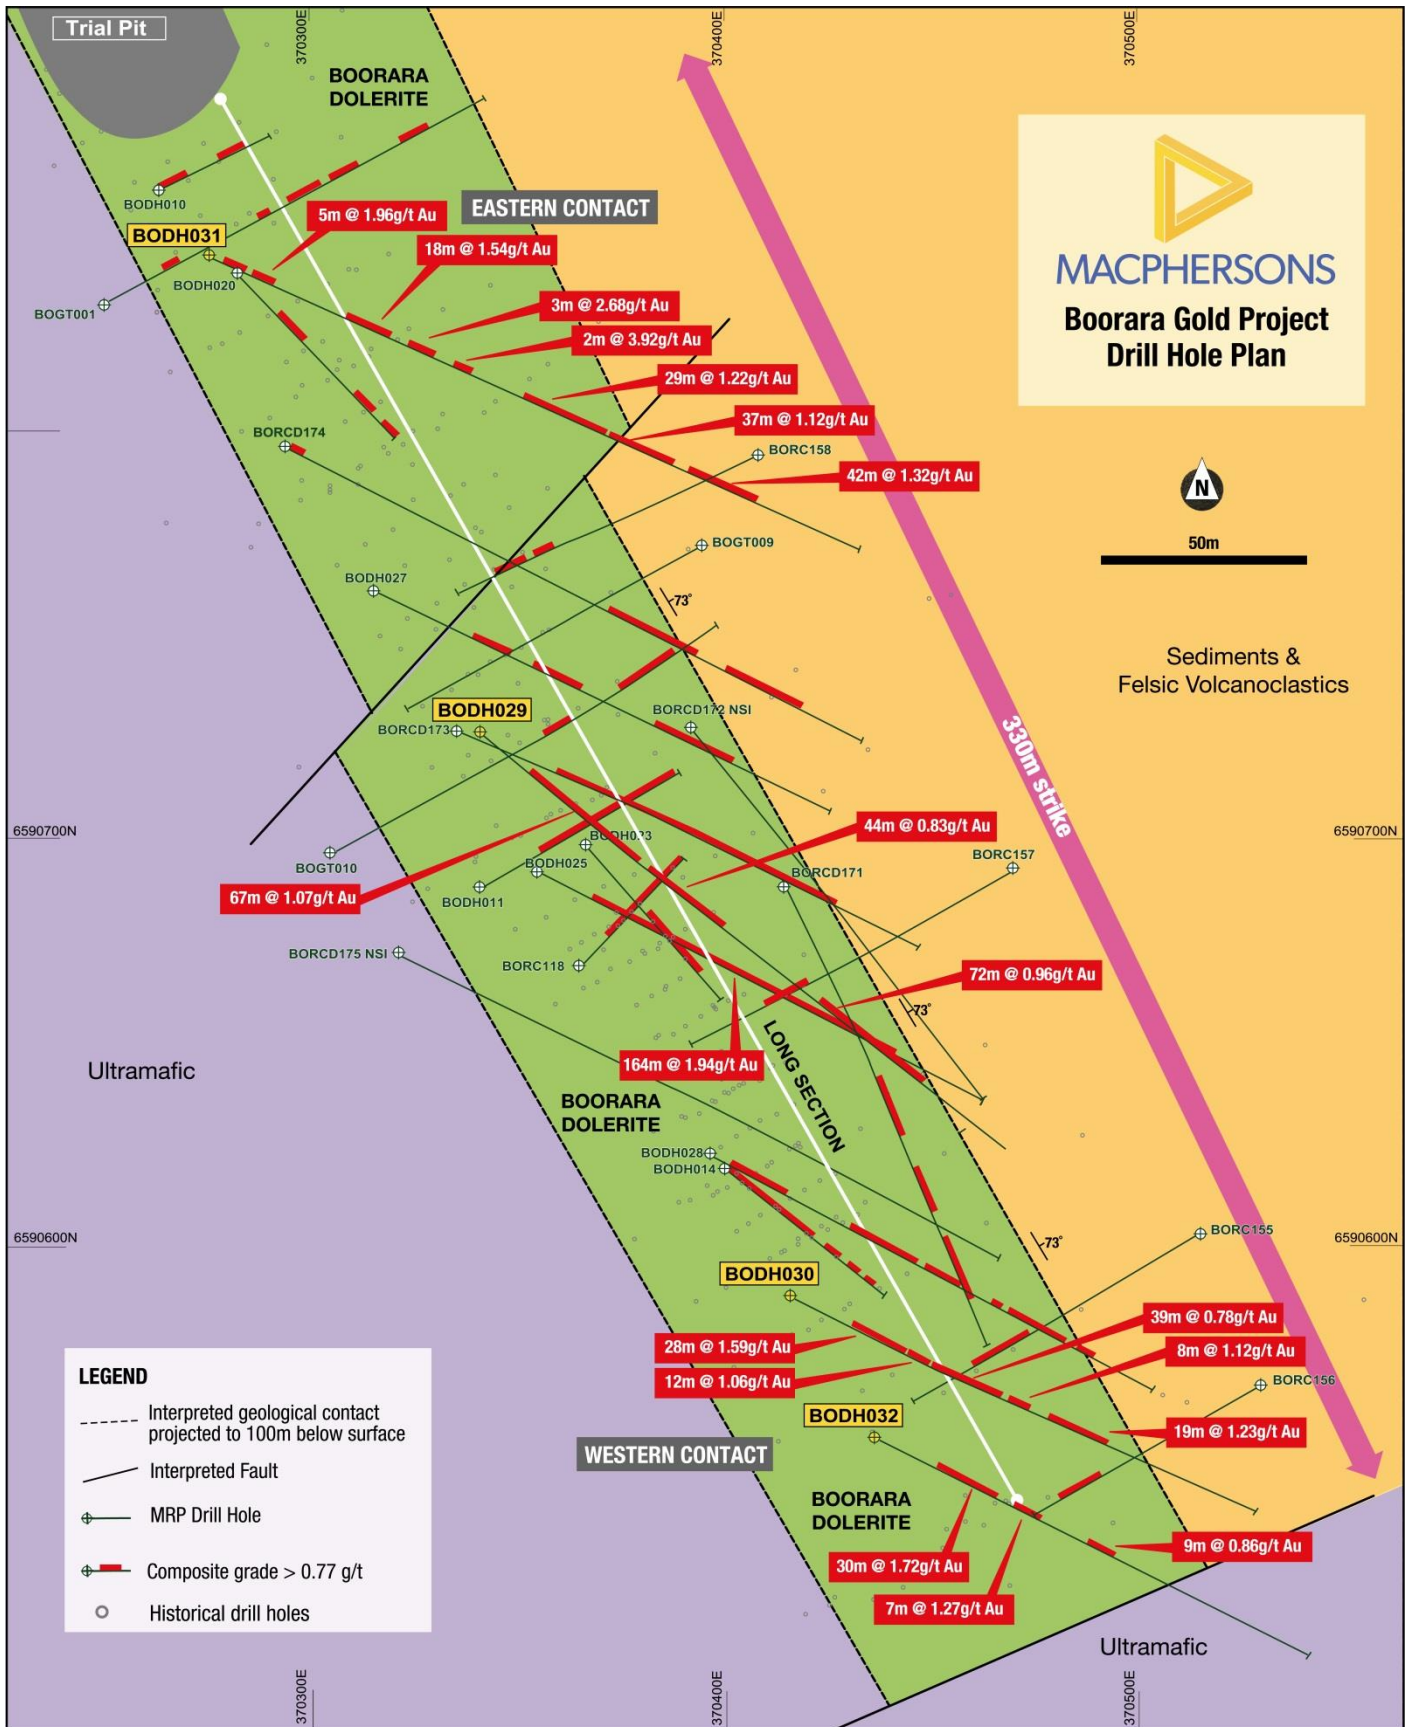 Trial Pit
370300E
370400E
370500E
BOORARA
DOLERITE
MACPHERSONS
Boorara Gold Project
Drill Hole Plan
BODH010
EASTERN CONTACT
5m @ 1.96g/t Au
BODH031
18m @ 1.54g/t Au
BODH020
BOGT001
3m @ 2.68g/t Au
2m @ 3.92g/t Au
29m @ 1.22g/t Au
37m @ 1.12g/t Au
BORCD174
BORC158
42m @ 1.32g/t Au
N
50m
BOGT009
BODH027
73°
Sediments &
Felsic Volcanoclastics
BODH029
BORCD172 NSI
BORCD173
330m strike
6590700N
6590700N
44m @ 0.83g/t Au
BODH023
BORC157
BOGT010
BODH025
BORCD171
67m @ 1.07g/t Au
BODH011
BORCD175 NSI
BORC118
72m @ 0.96g/t Au
73°
LONG SECTION
164m @ 1.94g/t Au
Ultramafic
BOORARA
DOLERITE
BODH028
BODH014
BORC155
6590600N
6590600N
73°
BODH030
39m @ 0.78g/t Au
28m @ 1.59g/t Au
8m @ 1.12g/t Au
12m @ 1.06g/t Au
BORC156
BODH032
19m @ 1.23g/t Au
WESTERN CONTACT
BOORARA
DOLERITE
9m @ 0.86g/t Au
30m @ 1.72g/t Au
7m @ 1.27g/t Au
Ultramafic
LEGEND
Interpreted geological contact
projected to 100m below surface
Interpreted Fault
MRP Drill Hole
Composite grade > 0.77 g/t
Historical drill holes
370300E
370400E
370500E